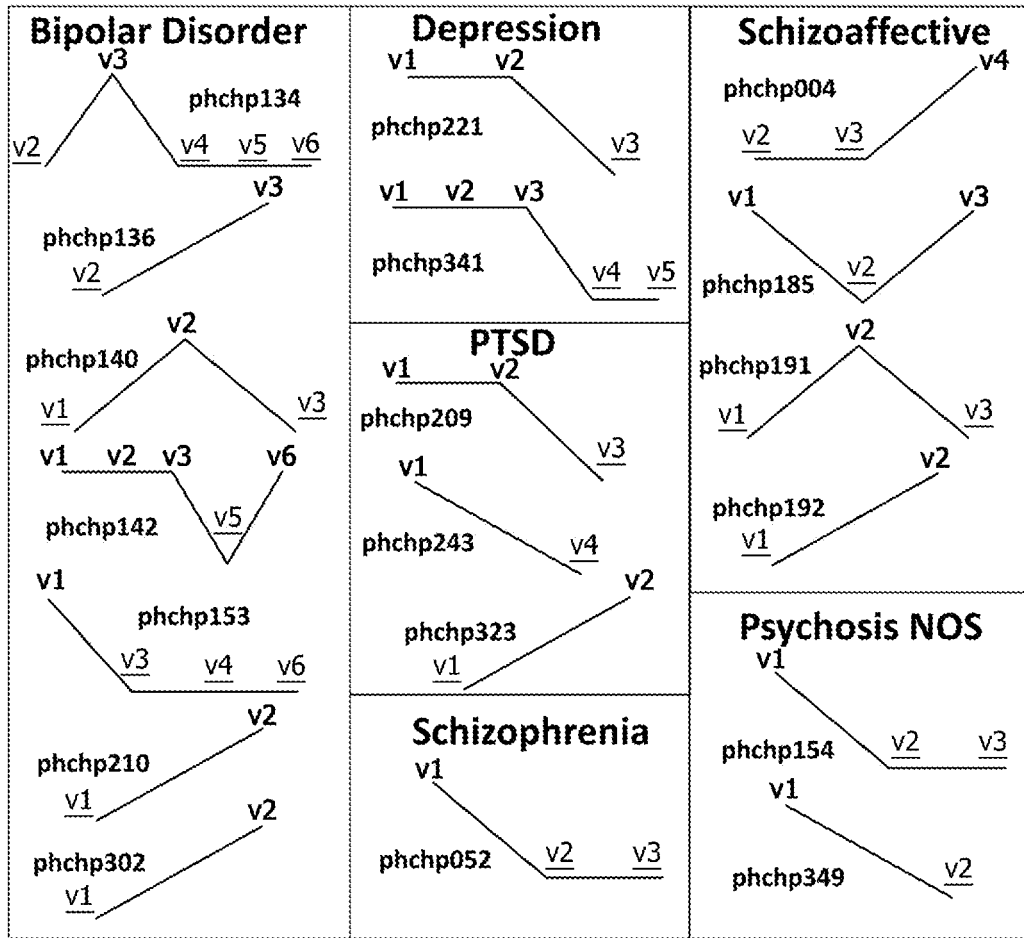 Bipolar Disorder
v3
phchp134
v2 v4 v5 v6
v3
phchp136
v2
v2
phchp140
v1 v3
v1 v2 v3 v6
v5
phchp142
v1
phchp153
v3 v4 v6
v2
phchp210
v1
v2
phchp302
v1
Depression
v1 v2
phchp221
v3
v1 v2 v3
phchp341
v4 v5
PTSD
v1 v2
phchp209
v3
v1
phchp243
v4
v2
phchp323
v1
Schizophrenia
v1
phchp052
v2 v3
Schizoaffective
v4
phchp004
v2 v3
v1 v3
v2
phchp185
v2
phchp191
v1 v3
v2
phchp192
v1
Psychosis NOS
v1
phchp154
v2 v3
v1
phchp349
v2